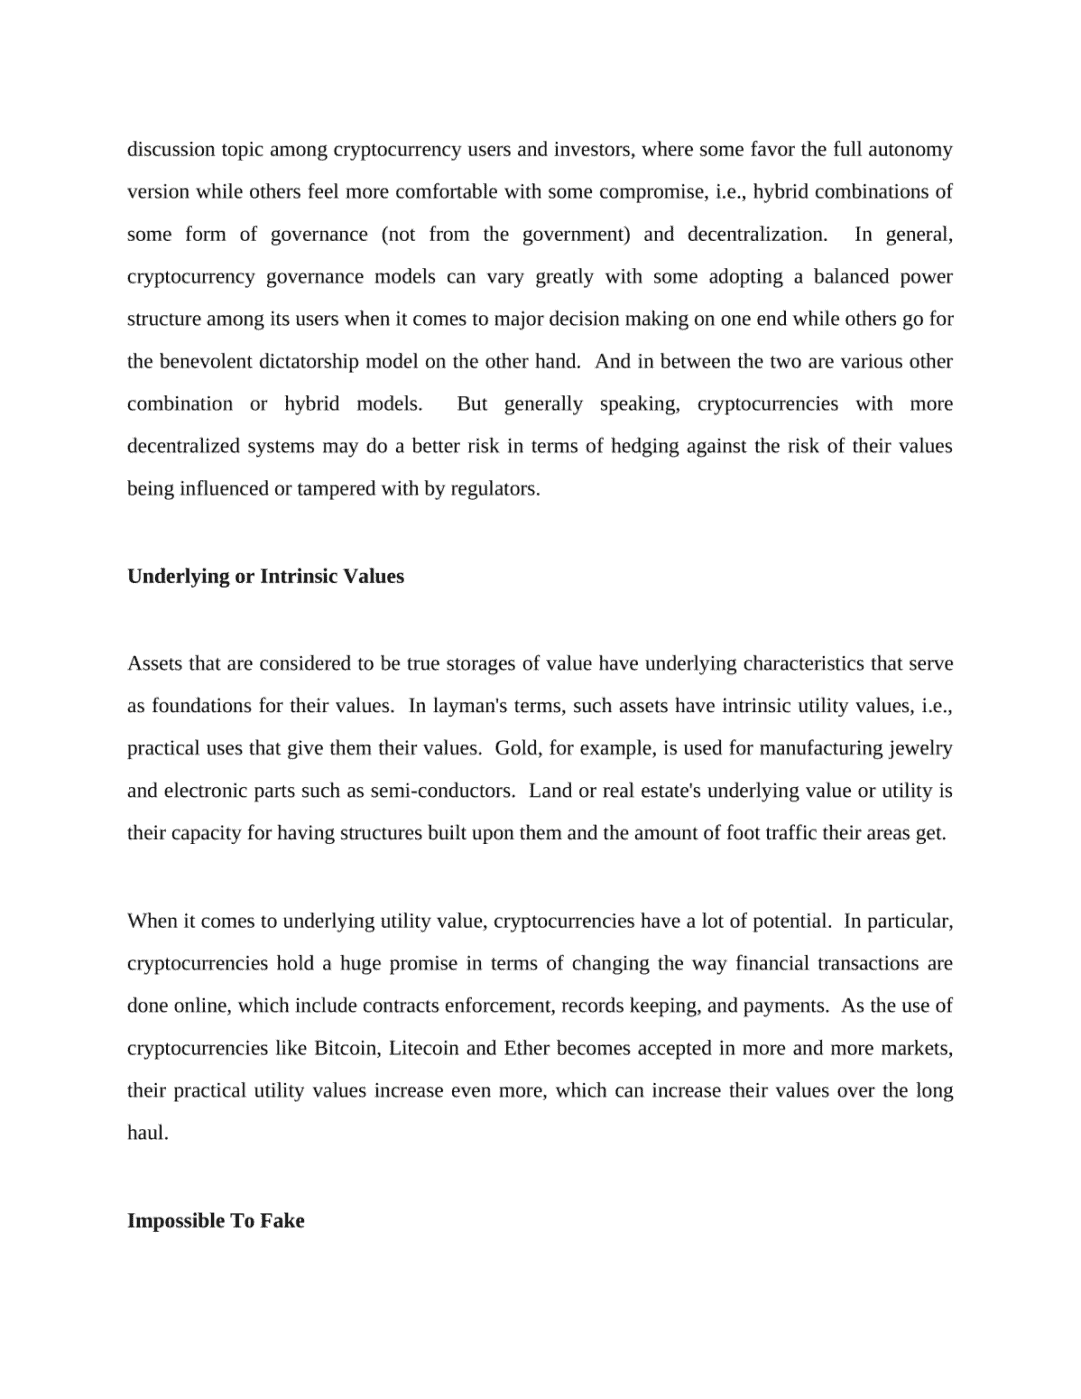 discussion topic among cryptocurrency users and investors, where some favor the full autonomy
version while others feel more comfortable with some compromise, i.e., hybrid combinations of
some form of governance (not from the government) and decentralization. In general,
cryptocurrency governance models can vary greatly with some adopting a balanced power
structure among its users when it comes to major decision making on one end while others go for
the benevolent dictatorship model on the other hand. And in between the two are various other
combination or hybrid models. But generally speaking, cryptocurrencies with more
decentralized systems may do a better risk in terms of hedging against the risk of their values
being influenced or tampered with by regulators.
Underlying or Intrinsic Values
Assets that are considered to be true storages of value have underlying characteristics that serve
as foundations for their values. In layman's terms, such assets have intrinsic utility values, i.e.,
practical uses that give them their values. Gold, for example, is used for manufacturing jewelry
and electronic parts such as semi-conductors. Land or real estate's underlying value or utility is
their capacity for having structures built upon them and the amount of foot traffic their areas get.
When it comes to underlying utility value, cryptocurrencies have a lot of potential. In particular,
cryptocurrencies hold a huge promise in terms of changing the way financial transactions are
done online, which include contracts enforcement, records keeping, and payments. As the use of
cryptocurrencies like Bitcoin, Litecoin and Ether becomes accepted in more and more markets,
their practical utility values increase even more, which can increase their values over the long
haul.
Impossible To Fake